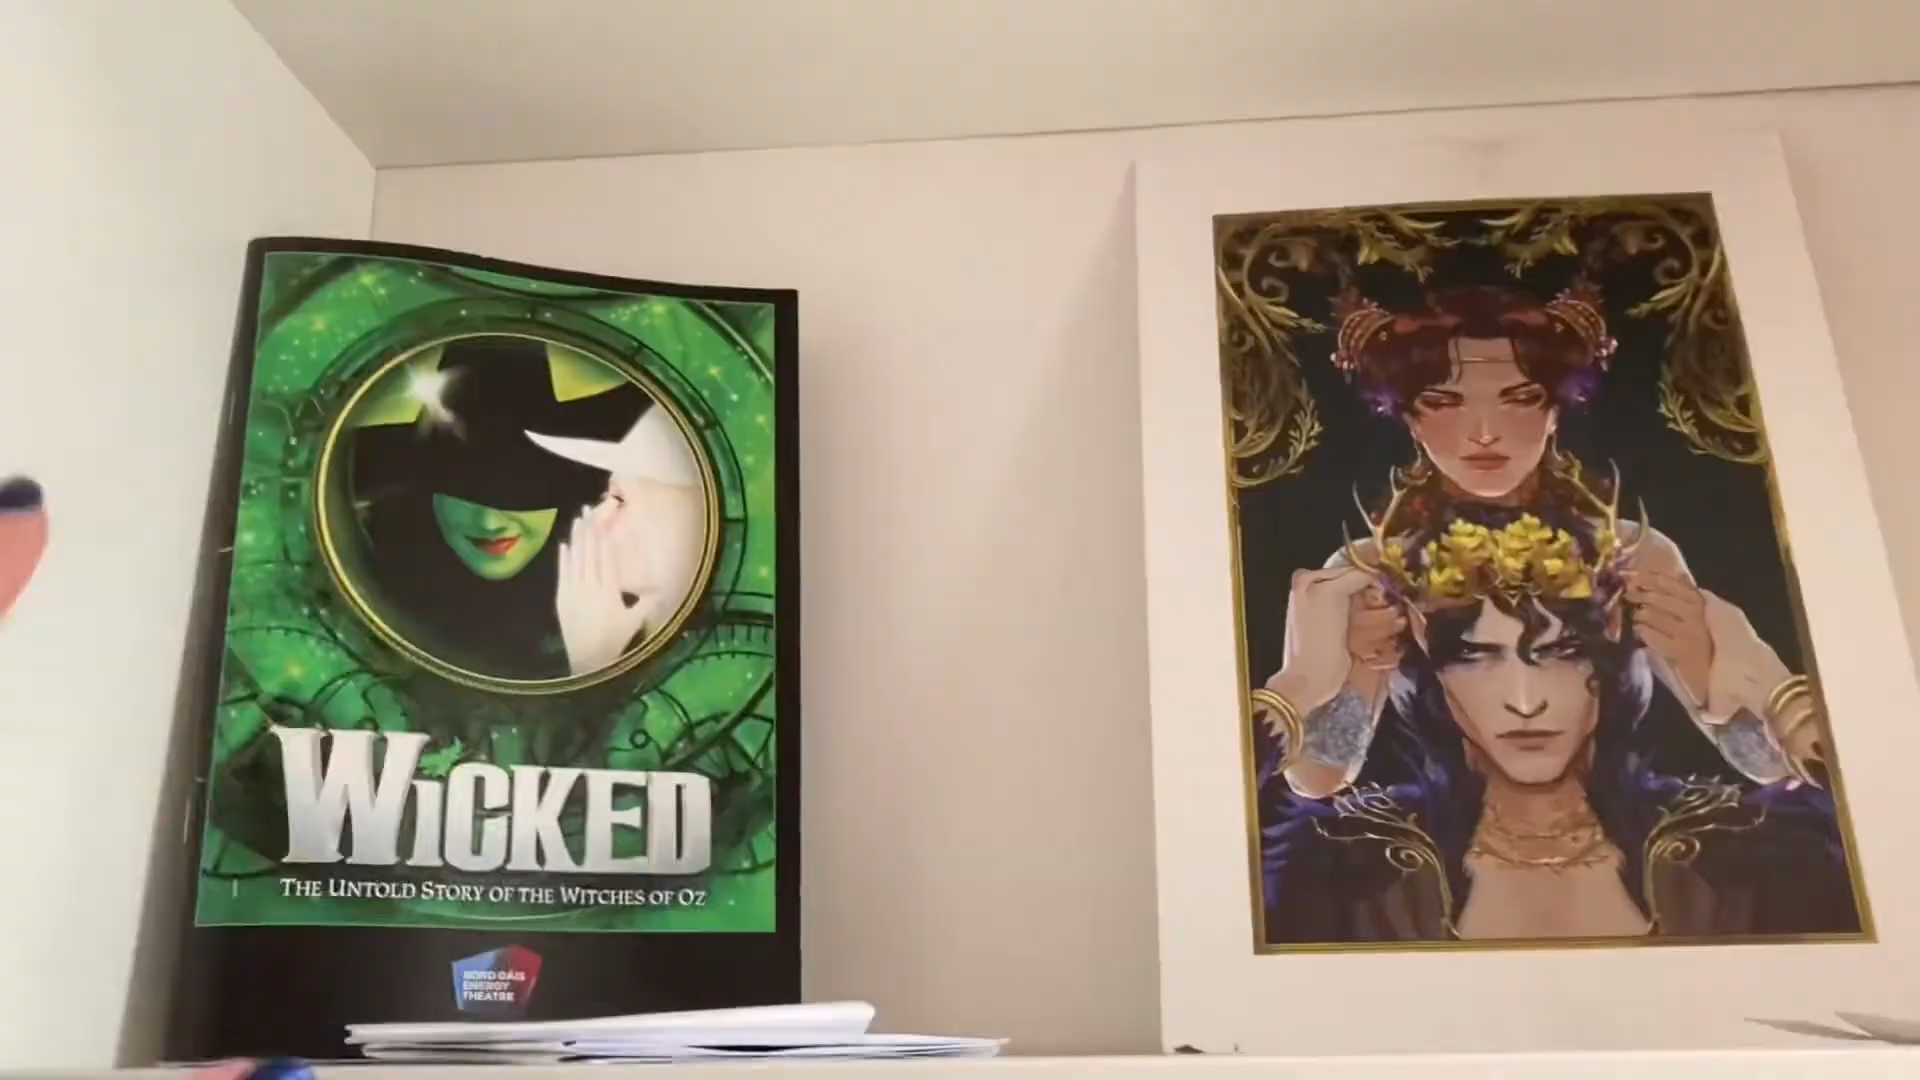 WiCKED
THE UNTOLD STORY OF THE WITCHES OF OZ
BORD GÁIS
ENERGY
THEATRE